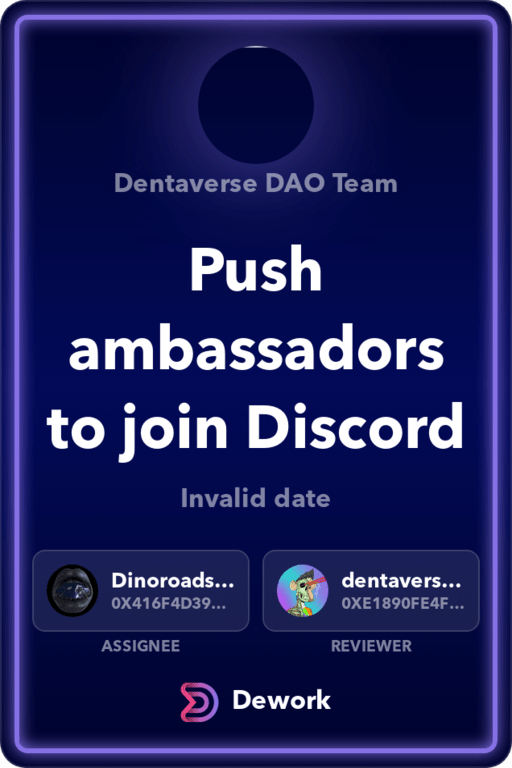 Dentaverse DAO Team
Push
ambassadors
to join Discord
Invalid date
Dinoroads...
0X416F4D39...
ASSIGNEE
dentavers...
0XE1890FE4F...
REVIEWER
Dework